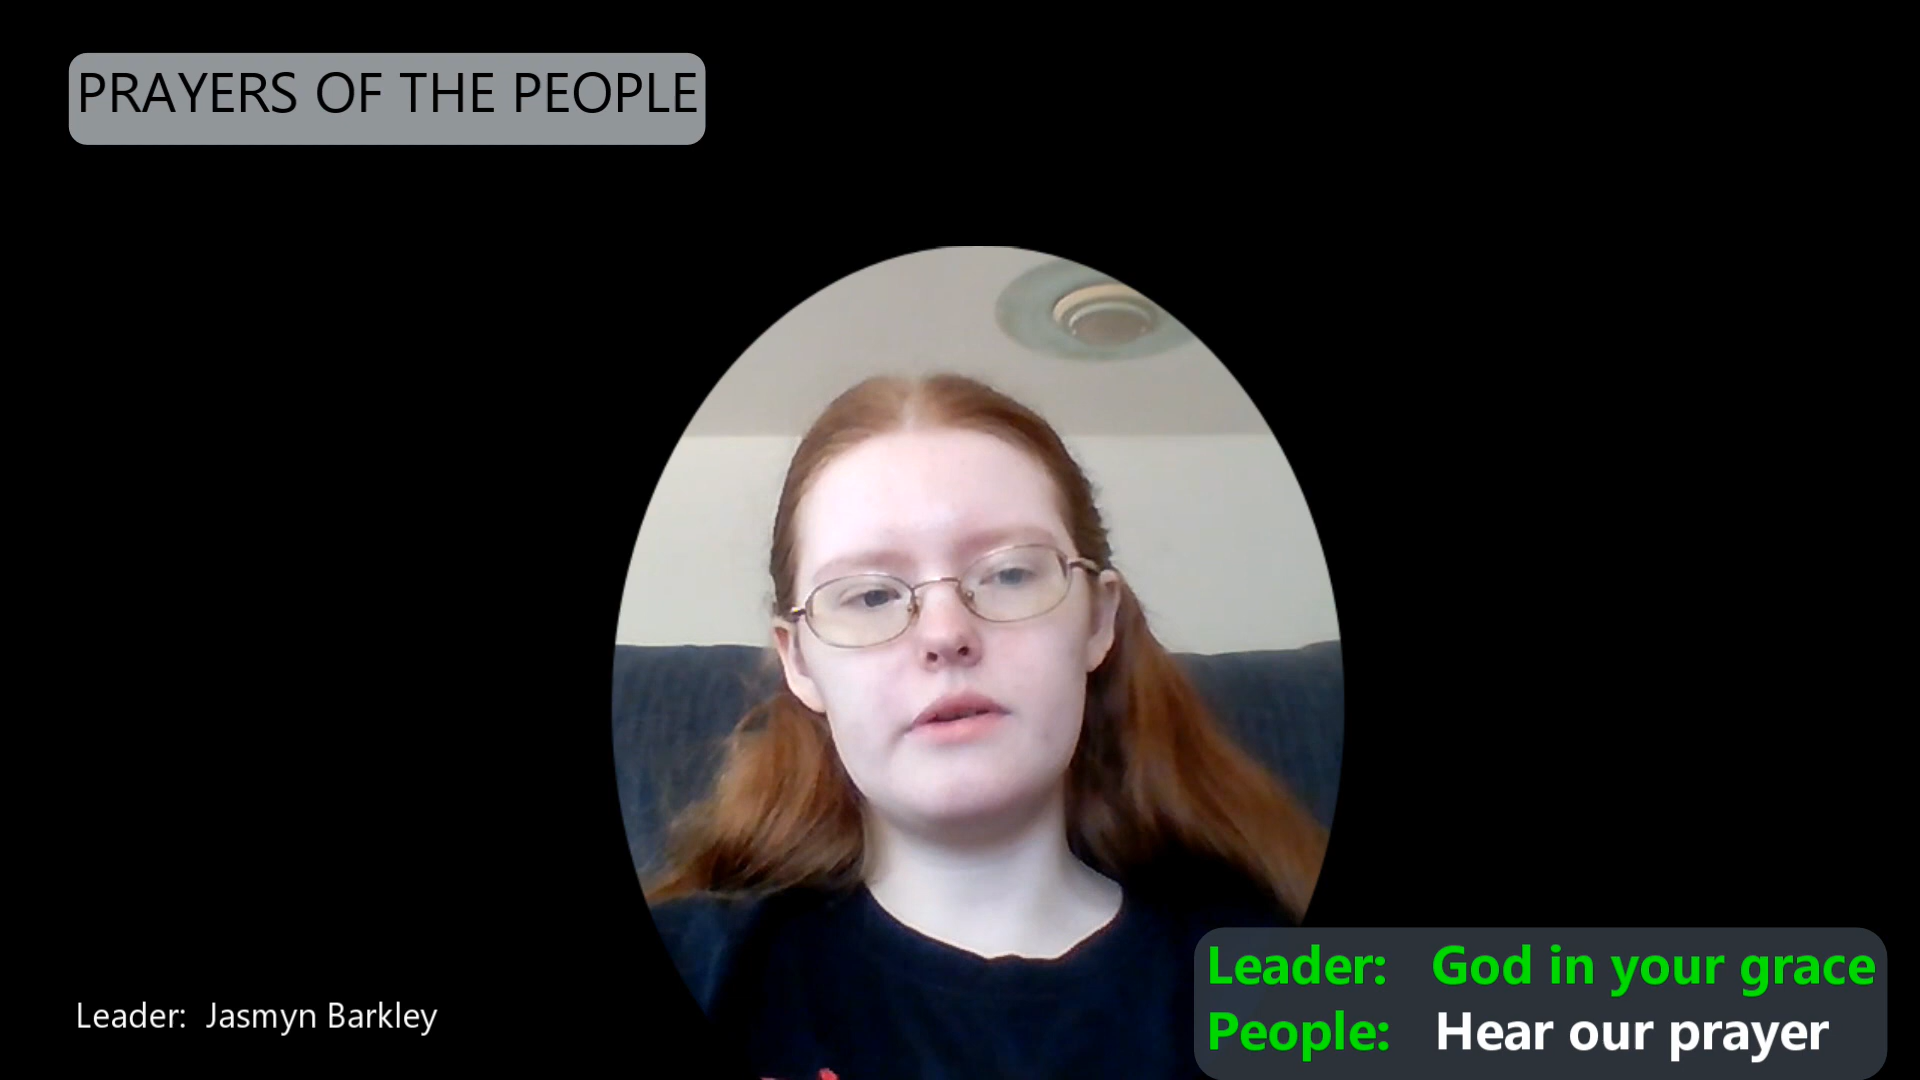 PRAYERS OF THE PEOPLE
Leader: God in your grace
People: Hear our prayer
Leader: Jasmyn Barkley